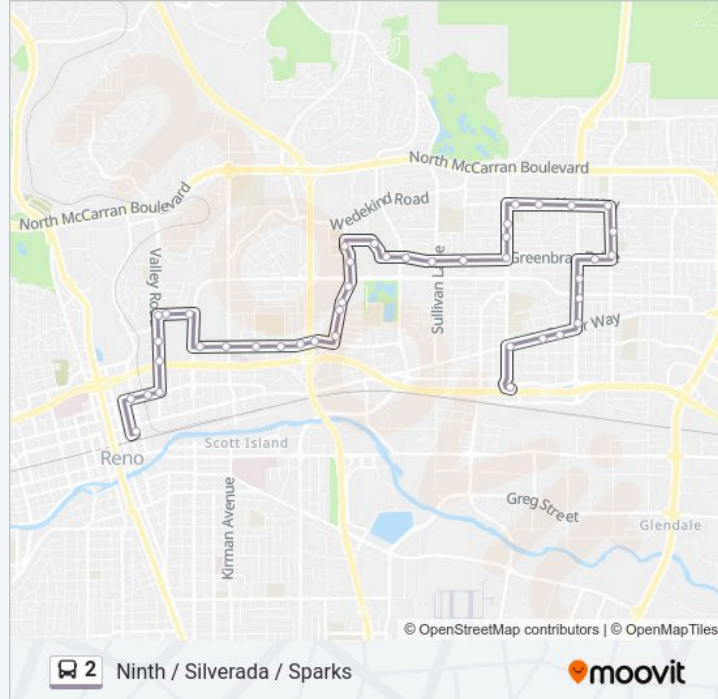 North McCarran Boulevard
Wedekind Road
North McCarran Boulevard
Valley Ro
Sullivan Lane
Greenbra
Way
Scott Island
Reno
Kirman Avenue
Greg Street
Glendale
© OpenStreetMap contributors | © OpenMapTiles
2 Ninth / Silverada / Sparks
moovit